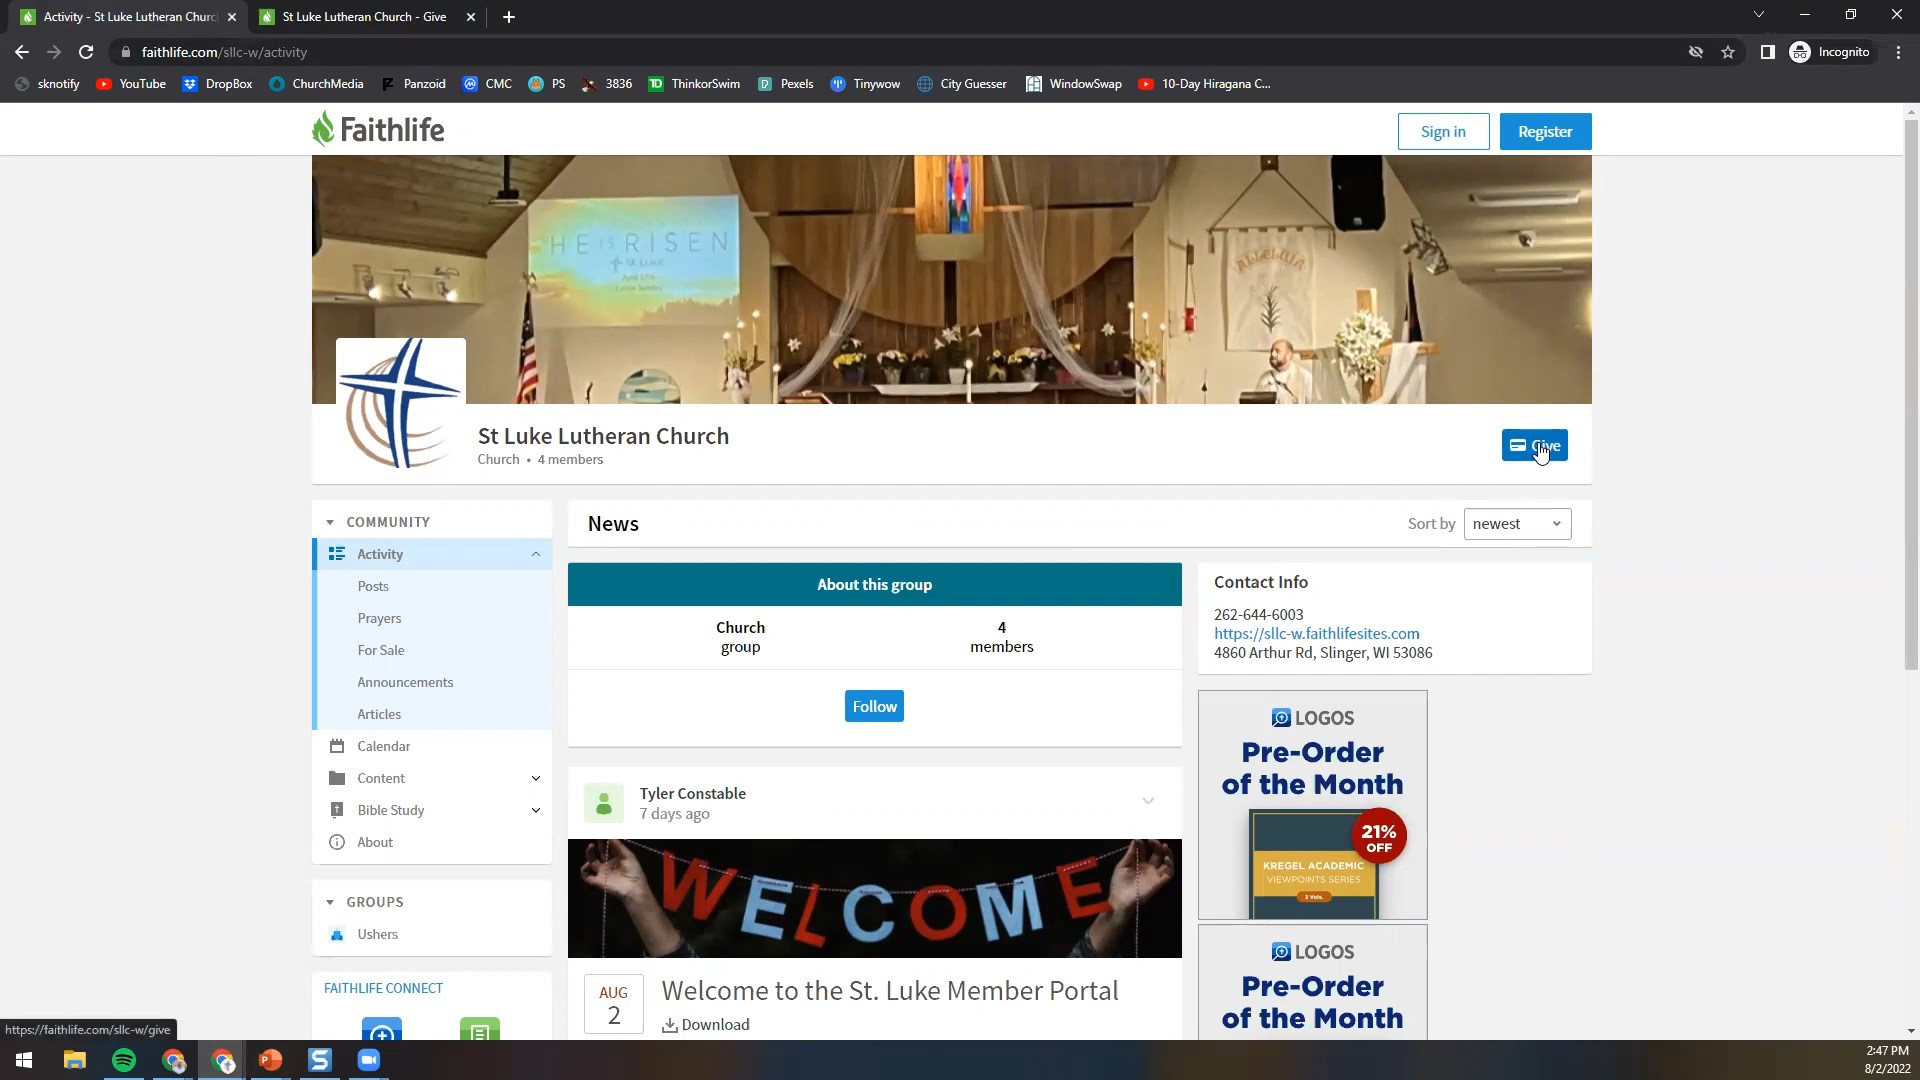 Activity - St Luke Lutheran Churc
St Luke Lutheran Church - Give
faithlife.com/sllc-w/activity
Incognito
sknotify
YouTube
DropBox
ChurchMedia
Panzoid
CMC
PS
3836
ThinkorSwim
Pexels
Tinywow
City Guesser
WindowSwap
10-Day Hiragana C...
Faithlife
Sign in
Register
HE IS RISEN
ST. LUKE
ALLELUIA
St Luke Lutheran Church
Church • 4 members
Give
COMMUNITY
Activity
Posts
Prayers
For Sale
Announcements
Articles
Calendar
Content
Bible Study
About
GROUPS
Ushers
FAITHLIFE CONNECT
News
Sort by newest
About this group
Church
group
4
members
Follow
Tyler Constable
7 days ago
WELCOME
AUG
2
Welcome to the St. Luke Member Portal
Download
Contact Info
262-644-6003
https://sllc-w.faithlifesites.com
4860 Arthur Rd, Slinger, WI 53086
LOGOS
Pre-Order
of the Month
21%
OFF
KREGEL ACADEMIC
VIEWPOINTS SERIES
3 Vols.
LOGOS
Pre-Order
of the Month
https://faithlife.com/sllc-w/give
2:47 PM
8/2/2022